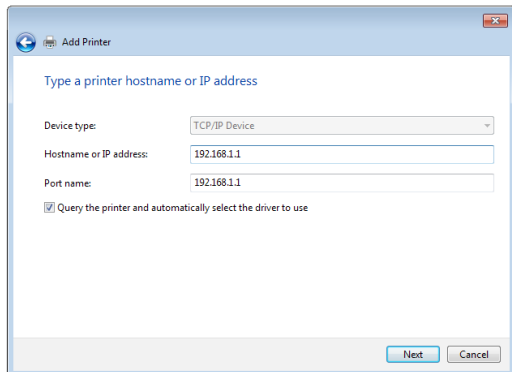 Add Printer
Type a printer hostname or IP address
Device type: TCP/IP Device
Hostname or IP address: 192.168.1.1
Port name: 192.168.1.1
Query the printer and automatically select the driver to use
Next Cancel